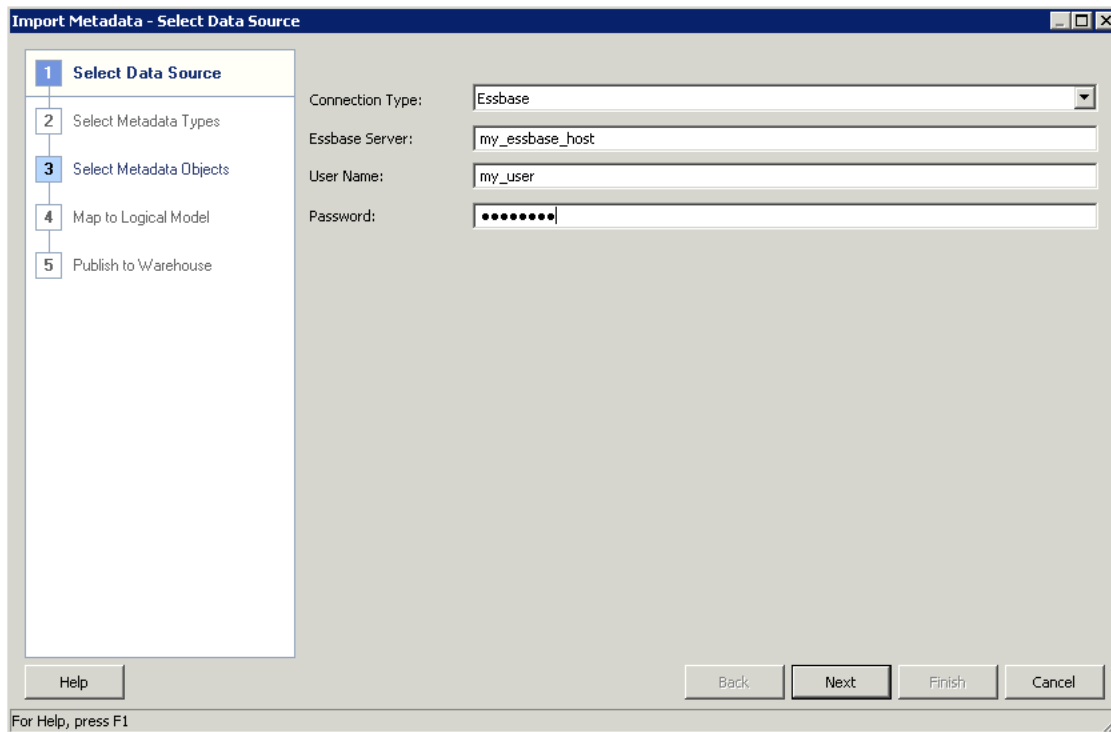 Import Metadata - Select Data Source
1 Select Data Source
2 Select Metadata Types
3 Select Metadata Objects
4 Map to Logical Model
5 Publish to Warehouse
Connection Type: Essbase
Essbase Server: my_essbase_host
User Name: my_user
Password: ••••••••
Help Back Next Finish Cancel
For Help, press F1